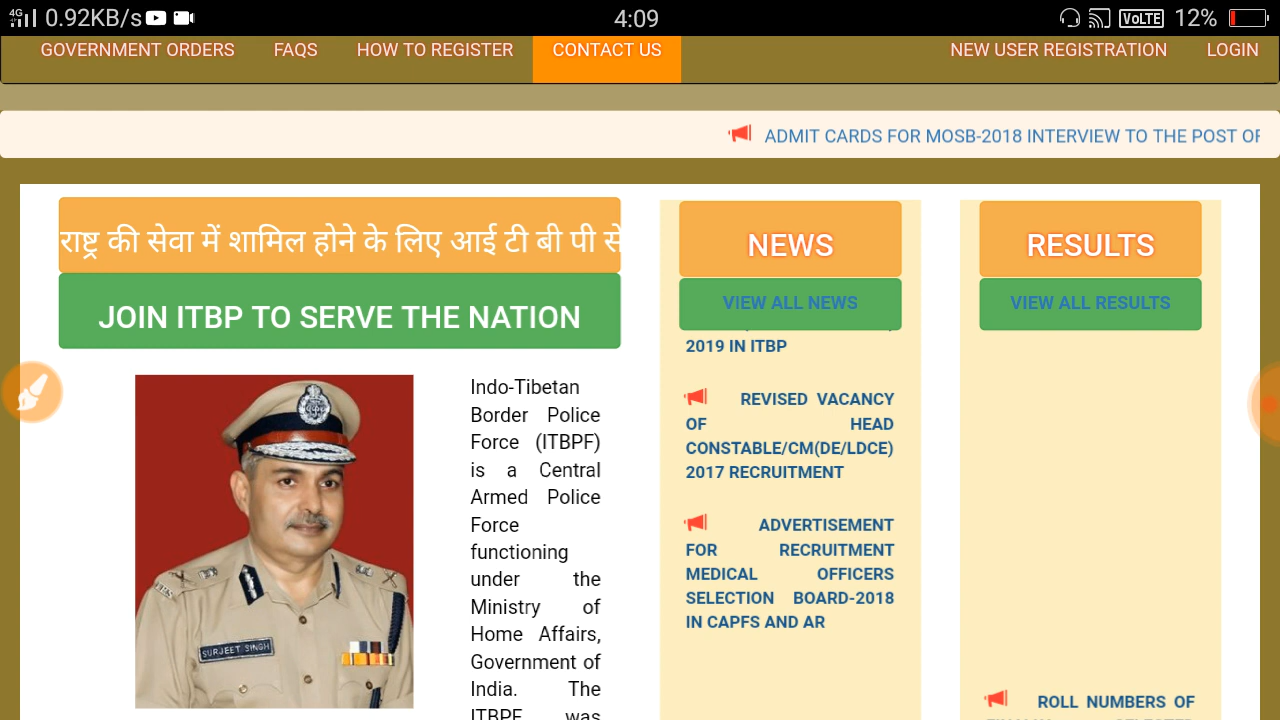 4G 0.92KB/s 4:09 VoLTE 12%
GOVERNMENT ORDERS FAQS HOW TO REGISTER CONTACT US NEW USER REGISTRATION LOGIN
ADMIT CARDS FOR MOSB-2018 INTERVIEW TO THE POST OF
राष्ट्र की सेवा में शामिल होने के लिए आई टी बी पी से
JOIN ITBP TO SERVE THE NATION
Indo-Tibetan
Border Police
Force (ITBPF)
is a Central
Armed Police
Force
functioning
under the
Ministry of
Home Affairs,
Government of
India. The
ITBPF was
IPS
SURJEET SINGH
NEWS
VIEW ALL NEWS
2019 IN ITBP
REVISED VACANCY
OF HEAD
CONSTABLE/CM(DE/LDCE)
2017 RECRUITMENT
ADVERTISEMENT
FOR RECRUITMENT
MEDICAL OFFICERS
SELECTION BOARD-2018
IN CAPFS AND AR
RESULTS
VIEW ALL RESULTS
ROLL NUMBERS OF